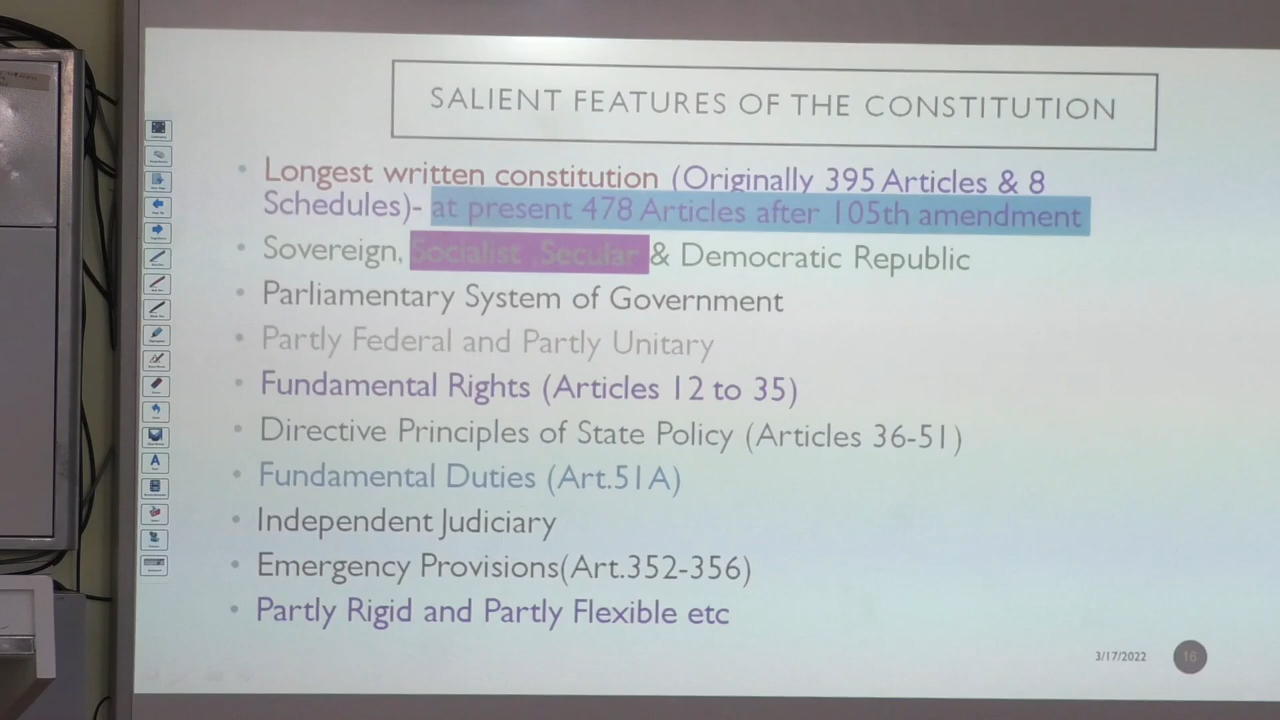 SALIENT FEATURES OF THE CONSTITUTION
• Longest written constitution (Originally 395 Articles & 8
Schedules)- at present 478 Articles after 105th amendment
• Sovereign, Socialist ,Secular & Democratic Republic
• Parliamentary System of Government
• Partly Federal and Partly Unitary
• Fundamental Rights (Articles 12 to 35)
• Directive Principles of State Policy (Articles 36-51)
• Fundamental Duties (Art.51A)
• Independent Judiciary
• Emergency Provisions(Art.352-356)
• Partly Rigid and Partly Flexible etc
3/17/2022
16